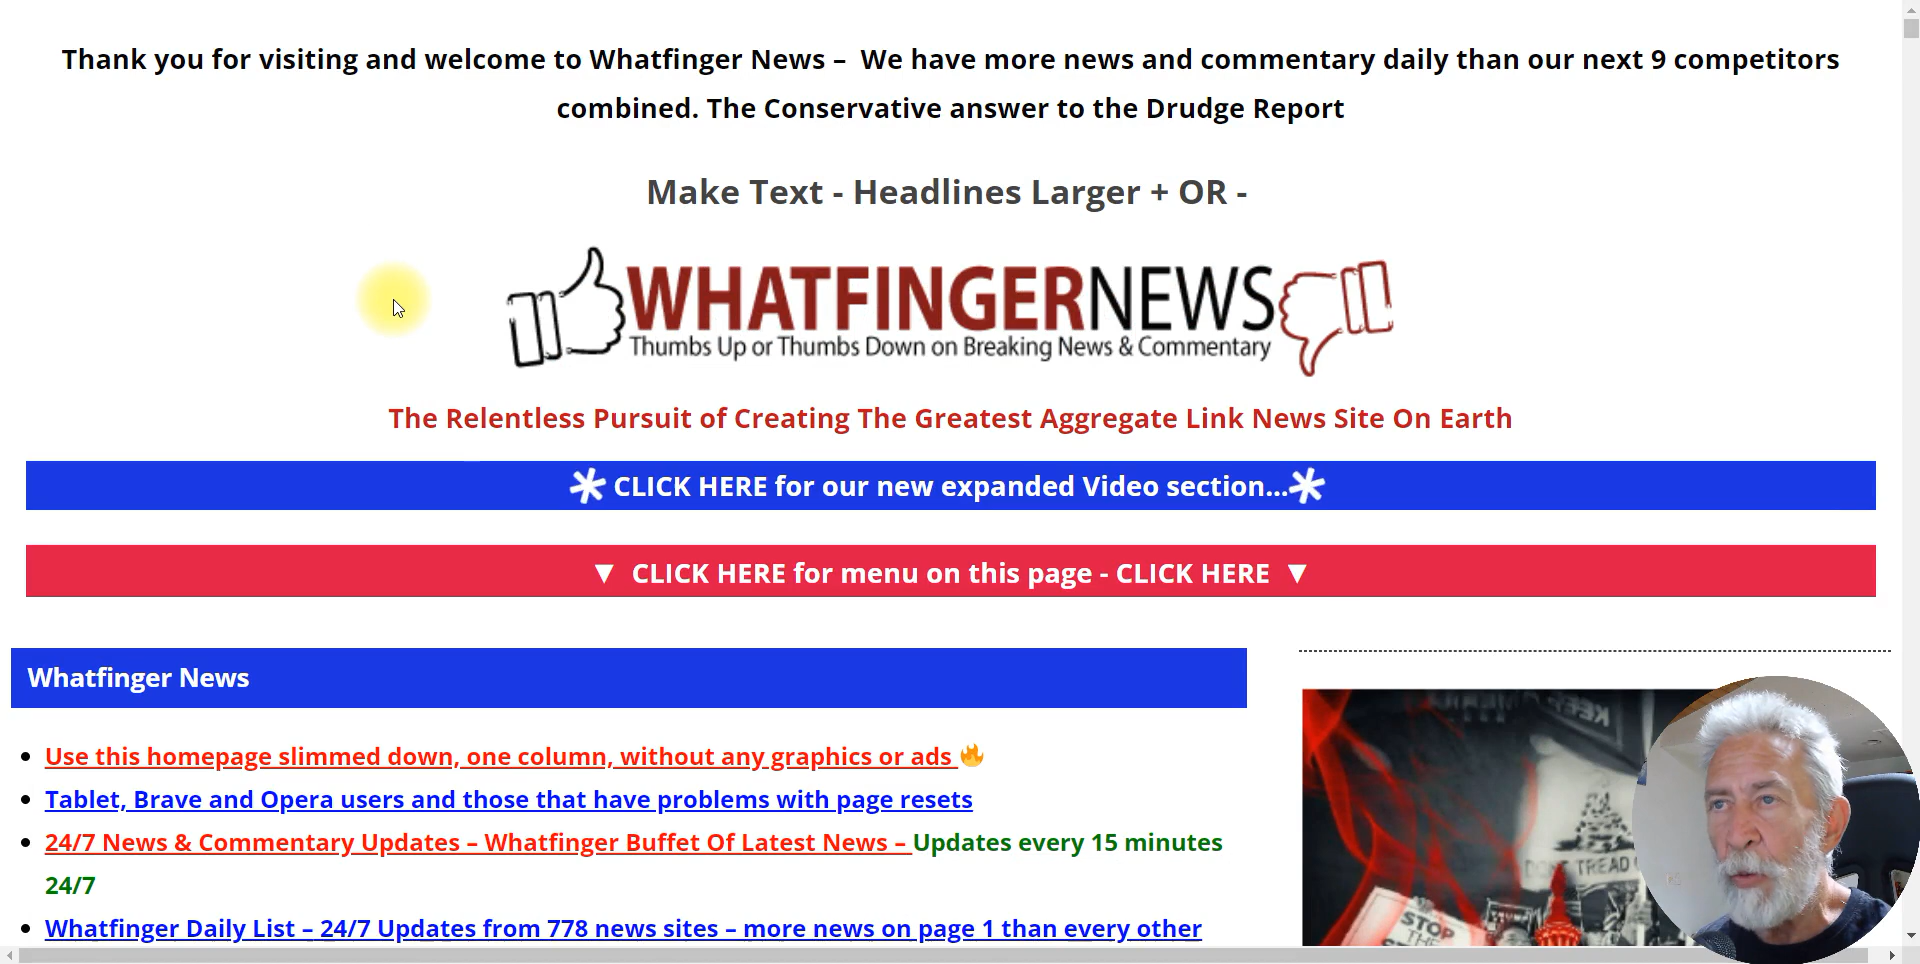 Thank you for visiting and welcome to Whatfinger News – We have more news and commentary daily than our next 9 competitors
combined. The Conservative answer to the Drudge Report
Make Text - Headlines Larger + OR -
WHATFINGERNEWS
Thumbs Up or Thumbs Down on Breaking News & Commentary
The Relentless Pursuit of Creating The Greatest Aggregate Link News Site On Earth
CLICK HERE for our new expanded Video section...
▼ CLICK HERE for menu on this page - CLICK HERE ▼
Whatfinger News
Use this homepage slimmed down, one column, without any graphics or ads 🔥
Tablet, Brave and Opera users and those that have problems with page resets
24/7 News & Commentary Updates – Whatfinger Buffet Of Latest News – Updates every 15 minutes
24/7
Whatfinger Daily List – 24/7 Updates from 778 news sites – more news on page 1 than every other
TREAD
STOP
THE